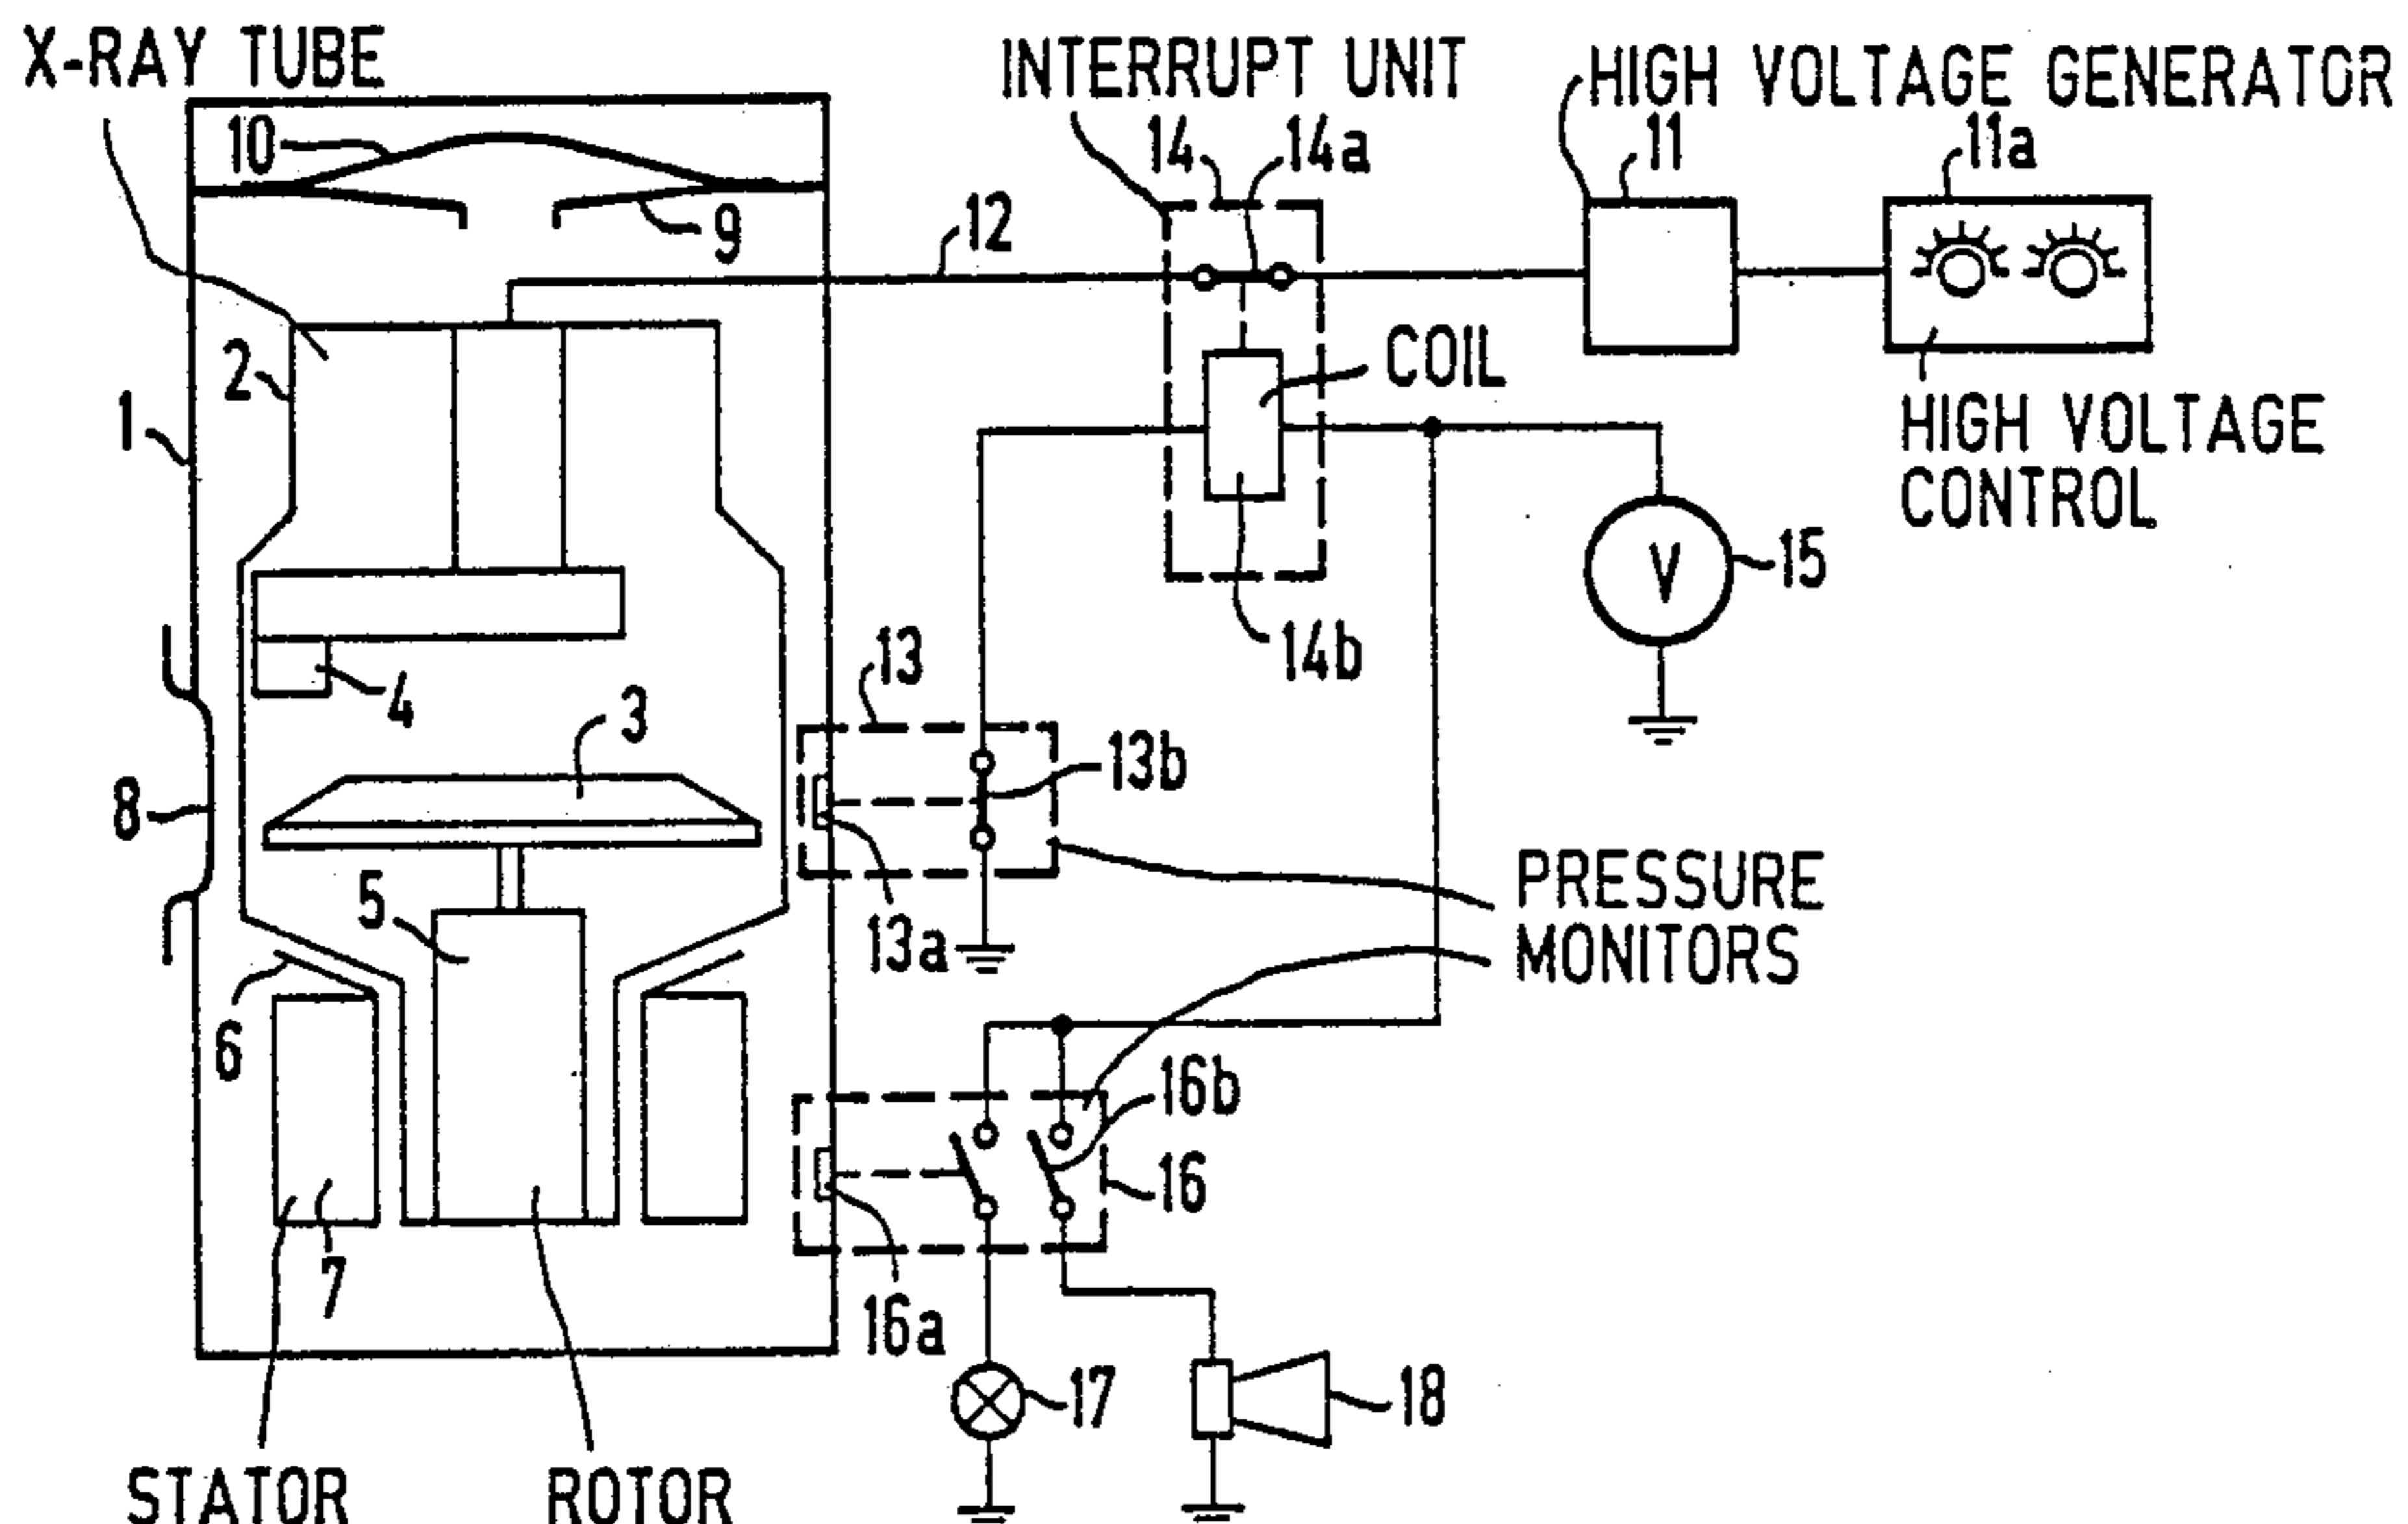 X-RAY TUBE
INTERRUPT UNIT
HIGH VOLTAGE GENERATOR
10
14
14a
11
11a
9
12
2
COIL
1
HIGH VOLTAGE
CONTROL
V
15
13
14b
4
3
13b
8
5
13a
PRESSURE
MONITORS
6
16b
16
7
16a
17
18
STATOR
ROTOR